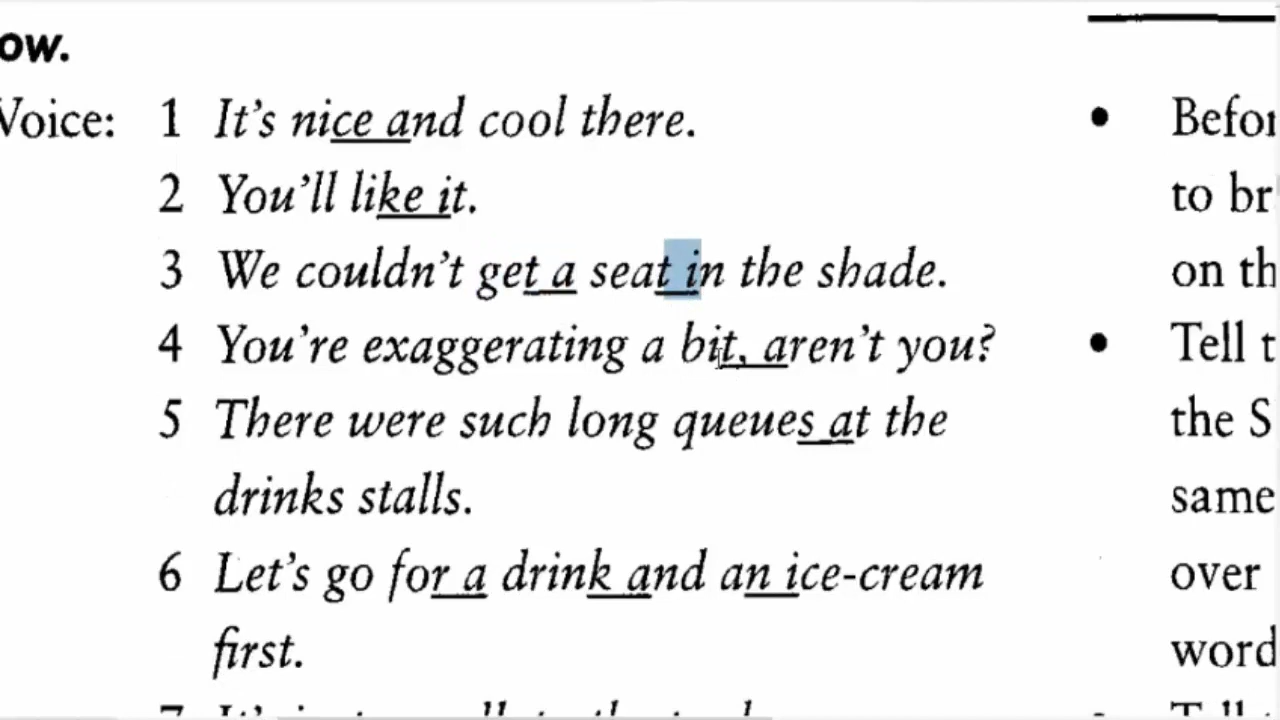 ow.
Voice: 1 It's nice and cool there.
2 You'll like it.
3 We couldn't get a seat in the shade.
4 You're exaggerating a bit, aren't you?
5 There were such long queues at the
drinks stalls.
6 Let's go for a drink and an ice-cream
first.
• Befor
to br
on th
• Tell t
the S
same
over
word